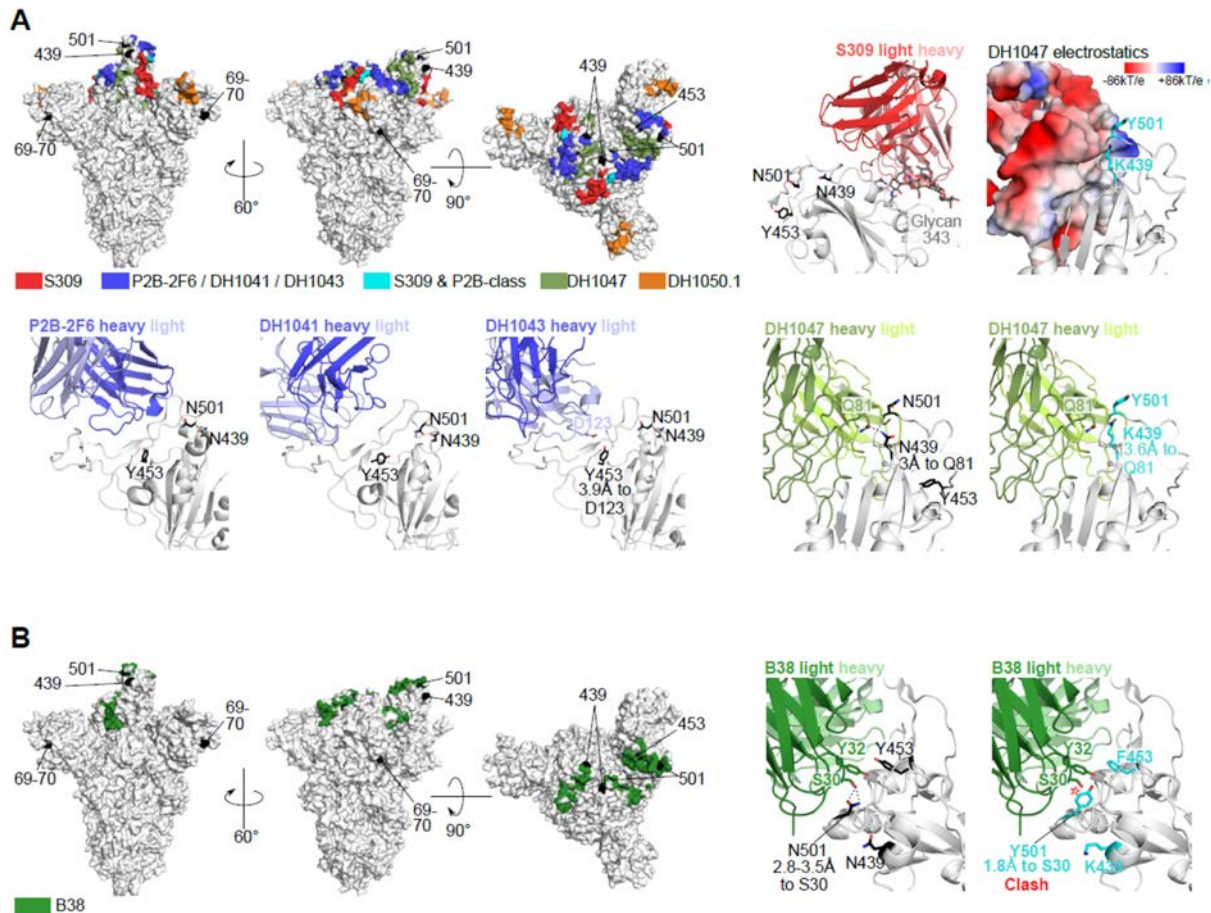 A
501
439
69-
70
69-70
60°
501
439
69-
70
90°
439
453
501
S309
P2B-2F6 / DH1041 / DH1043
S309 & P2B-class
DH1047
DH1050.1
S309 light heavy
N501
N439
Y453
Glycan
343
DH1047 electrostatics
-86kT/e
+86kT/e
Y501
K439
P2B-2F6 heavy light
N501
N439
Y453
DH1041 heavy light
N501
N439
Y453
DH1043 heavy light
D123
N501
N439
Y453
3.9Å to
D123
DH1047 heavy light
Q81
N501
N439
3Å to Q81
Y453
DH1047 heavy light
Q81
Y501
K439
3.6Å to
Q81
B
501
439
69-
70
69-70
60°
501
439
69-
70
90°
439
453
501
B38
B38 light heavy
Y32
Y453
S30
N501
2.8-3.5Å
to S30
N439
B38 light heavy
Y32
F453
S30
Y501
1.8Å to S30
K439
Clash